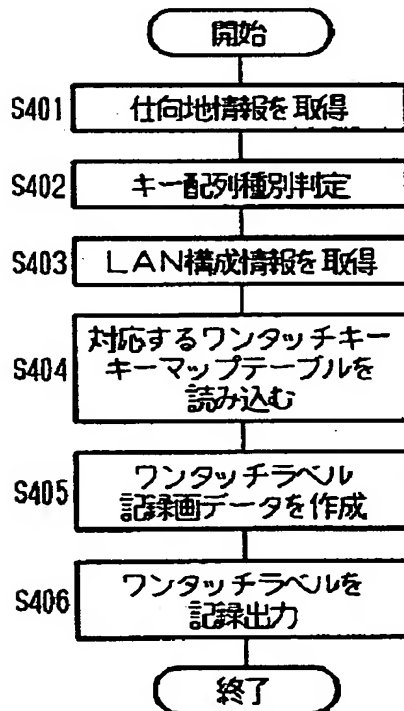 開始
S401 仕向地情報を取得
S402 キー配列種別判定
S403 LAN構成情報を取得
対応するワンタッチキー
S404 キーマップテーブルを
読み込む
ワンタッチラベル
S405 記録画データを作成
ワンタッチラベルを
S406 記録出力
終了